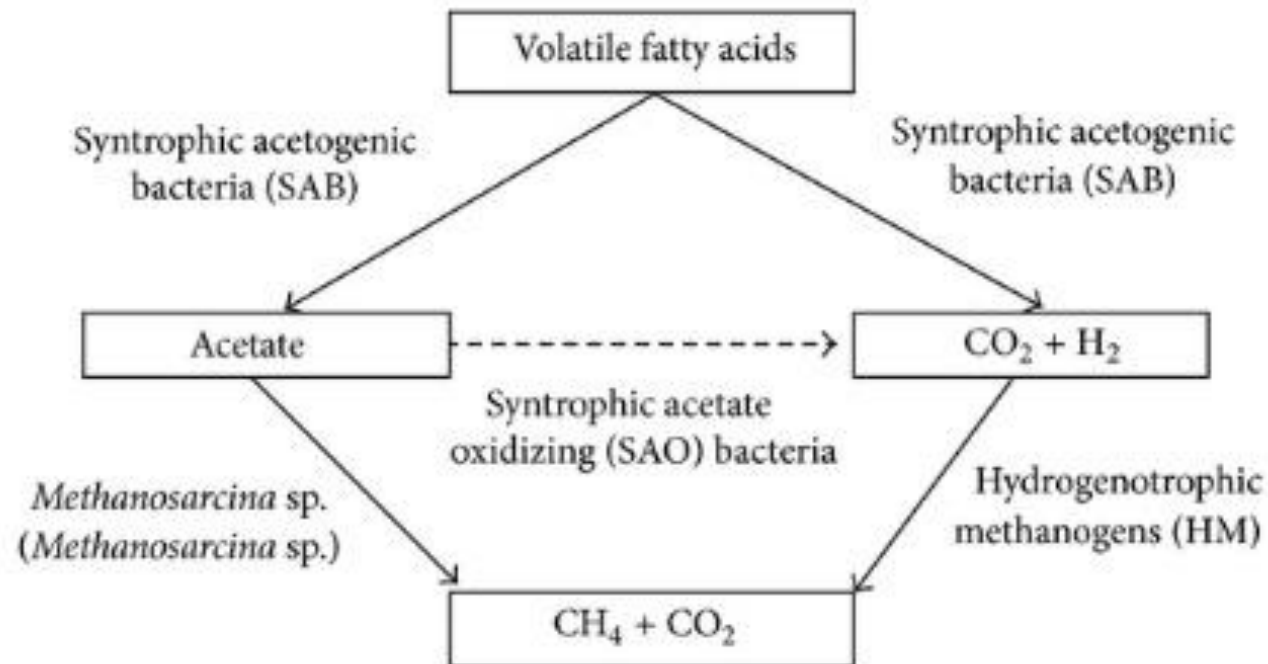 Volatile fatty acids
Syntrophic acetogenic
bacteria (SAB)
Syntrophic acetogenic
bacteria (SAB)
Acetate
CO₂ + H₂
Syntrophic acetate
oxidizing (SAO) bacteria
Methanosarcina sp.
(Methanosarcina sp.)
Hydrogenotrophic
methanogens (HM)
CH₄ + CO₂